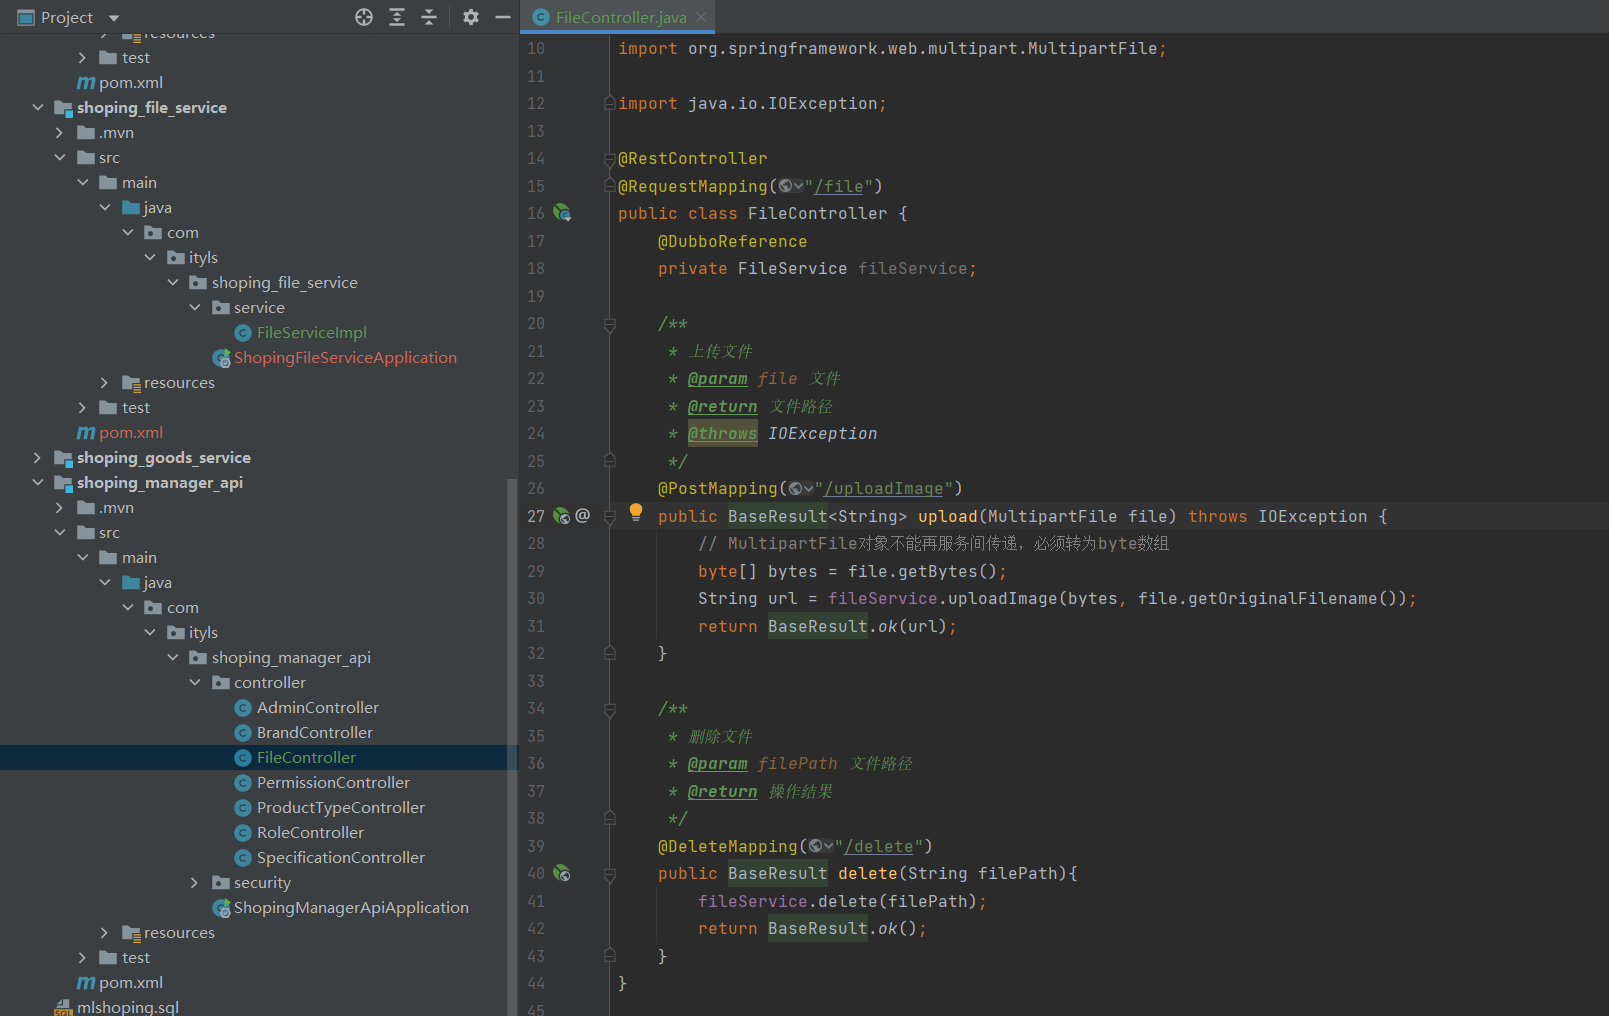 Project
resources
test
pom.xml
shoping_file_service
.mvn
src
main
java
com
ityls
shoping_file_service
service
FileServiceImpl
ShopingFileServiceApplication
resources
test
pom.xml
shoping_goods_service
shoping_manager_api
.mvn
src
main
java
com
ityls
shoping_manager_api
controller
AdminController
BrandController
FileController
PermissionController
ProductTypeController
RoleController
SpecificationController
security
ShopingManagerApiApplication
resources
test
pom.xml
mlshoping.sql
FileController.java
10 import org.springframework.web.multipart.MultipartFile;
11
12 import java.io.IOException;
13
14 @RestController
15 @RequestMapping("/file")
16 public class FileController {
17     @DubboReference
18     private FileService fileService;
19
20     /**
21      * 上传文件
22      * @param file 文件
23      * @return 文件路径
24      * @throws IOException
25      */
26     @PostMapping("/uploadImage")
27     public BaseResult<String> upload(MultipartFile file) throws IOException {
28         // MultipartFile对象不能再服务间传递，必须转为byte数组
29         byte[] bytes = file.getBytes();
30         String url = fileService.uploadImage(bytes, file.getOriginalFilename());
31         return BaseResult.ok(url);
32     }
33
34     /**
35      * 删除文件
36      * @param filePath 文件路径
37      * @return 操作结果
38      */
39     @DeleteMapping("/delete")
40     public BaseResult delete(String filePath){
41         fileService.delete(filePath);
42         return BaseResult.ok();
43     }
44 }
45